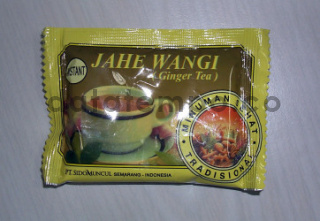 INSTANT
JAHE WANGI
( Ginger Tea )
MINUMAN SEHAT
TRADISIONAL
PT. SIDOMUNCUL SEMARANG - INDONESIA